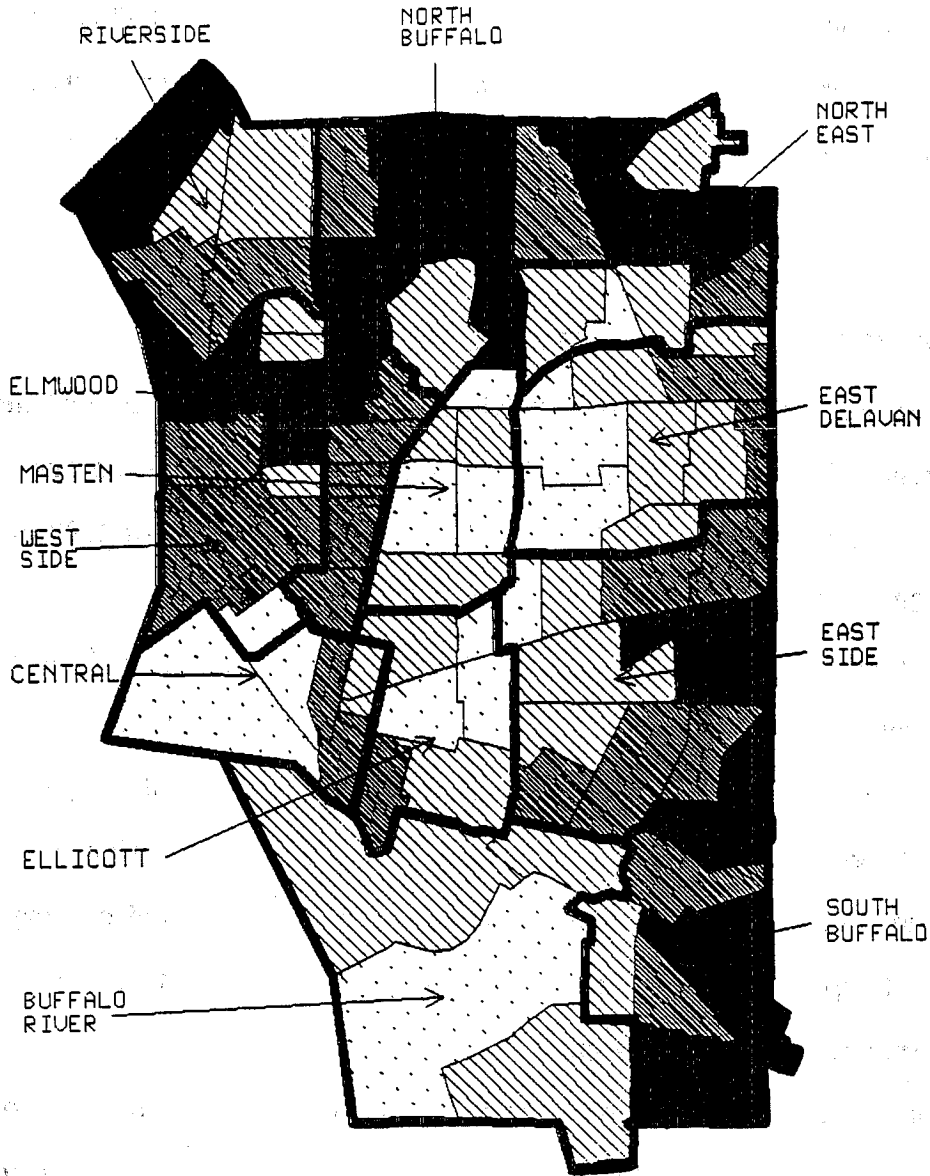 RIVERSIDE
NORTH
BUFFALO
NORTH
EAST
ELMWOOD
EAST
DELAVAN
MASTEN
WEST
SIDE
EAST
SIDE
CENTRAL
ELLICOTT
SOUTH
BUFFALO
BUFFALO
RIVER